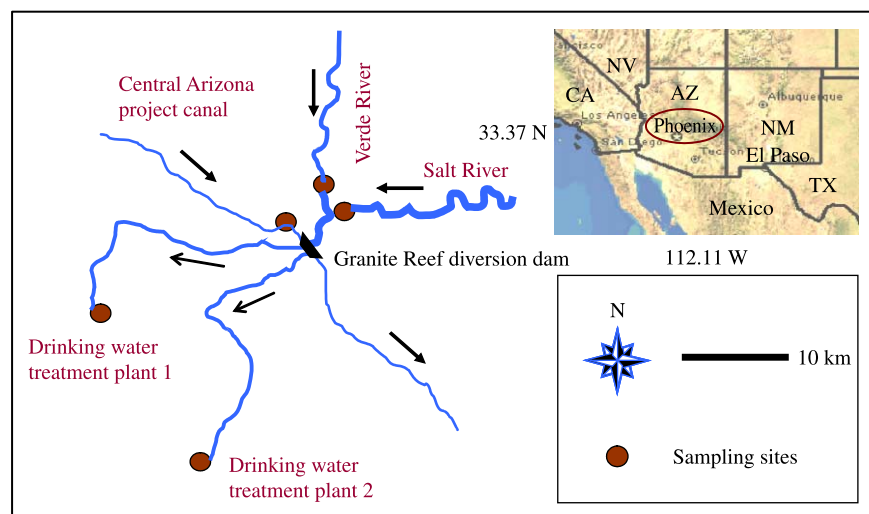 Central Arizona
project canal
Verde River
Salt River
33.37 N
NV
CA
AZ
Los Angeles
San Diego
Phoenix
Tucson
Albuquerque
NM
El Paso
TX
Mexico
112.11 W
Granite Reef diversion dam
Drinking water
treatment plant 1
Drinking water
treatment plant 2
N
10 km
Sampling sites